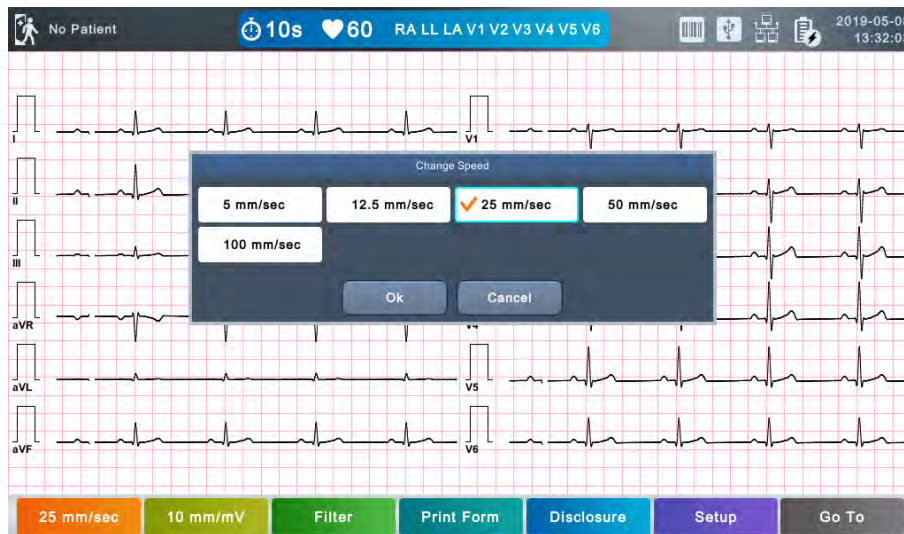 No Patient
10s
60
RA LL LA V1 V2 V3 V4 V5 V6
2019-05-0
13:32:0
I
V1
Change Speed
II
5 mm/sec
12.5 mm/sec
25 mm/sec
50 mm/sec
100 mm/sec
III
Ok
Cancel
aVR
V4
aVL
V5
aVF
V6
25 mm/sec
10 mm/mV
Filter
Print Form
Disclosure
Setup
Go To